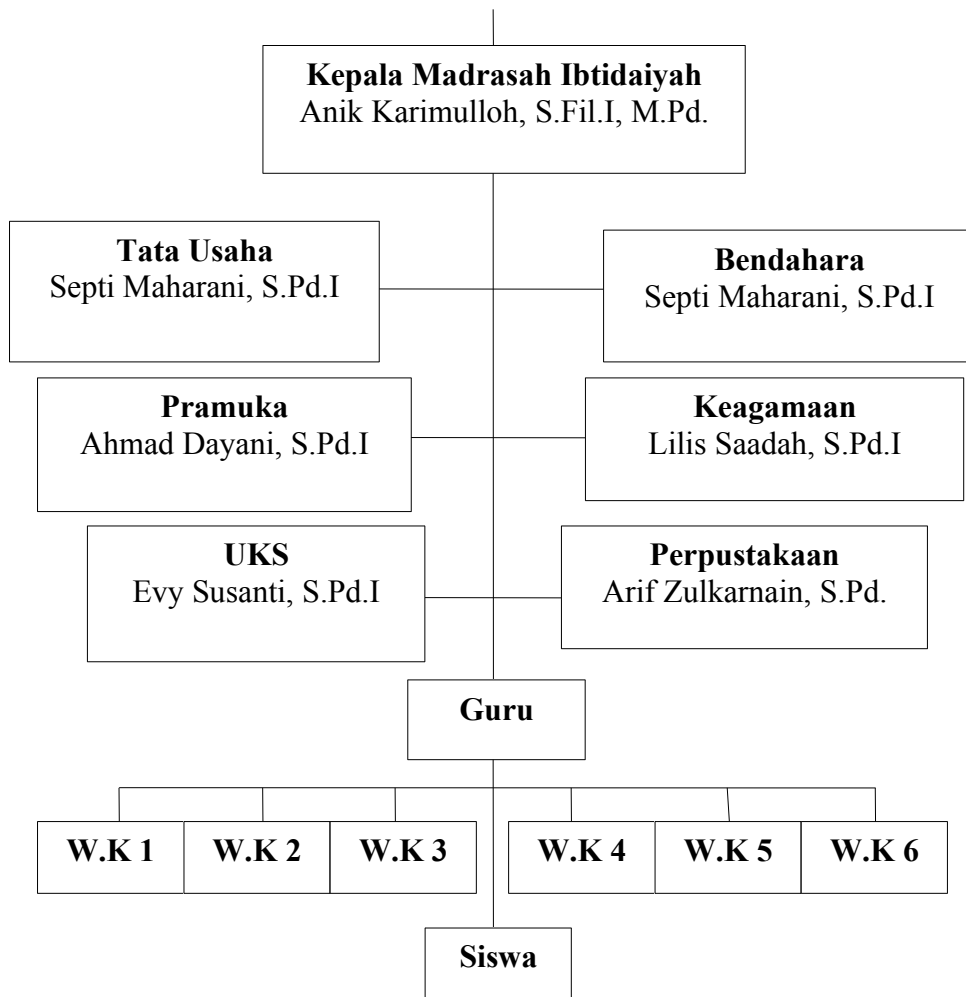 Kepala Madrasah Ibtidaiyah
Anik Karimulloh, S.Fil.I, M.Pd.
Tata Usaha
Septi Maharani, S.Pd.I
Bendahara
Septi Maharani, S.Pd.I
Pramuka
Ahmad Dayani, S.Pd.I
Keagamaan
Lilis Saadah, S.Pd.I
UKS
Evy Susanti, S.Pd.I
Perpustakaan
Arif Zulkarnain, S.Pd.
Guru
W.K 1
W.K 2
W.K 3
W.K 4
W.K 5
W.K 6
Siswa